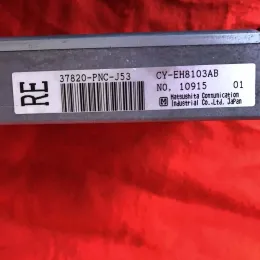 RE
37820-PNC-J53
CY-EH8103AB
NO. 10915 01
Matsushita Communication
Industrial Co.,Ltd. Japan